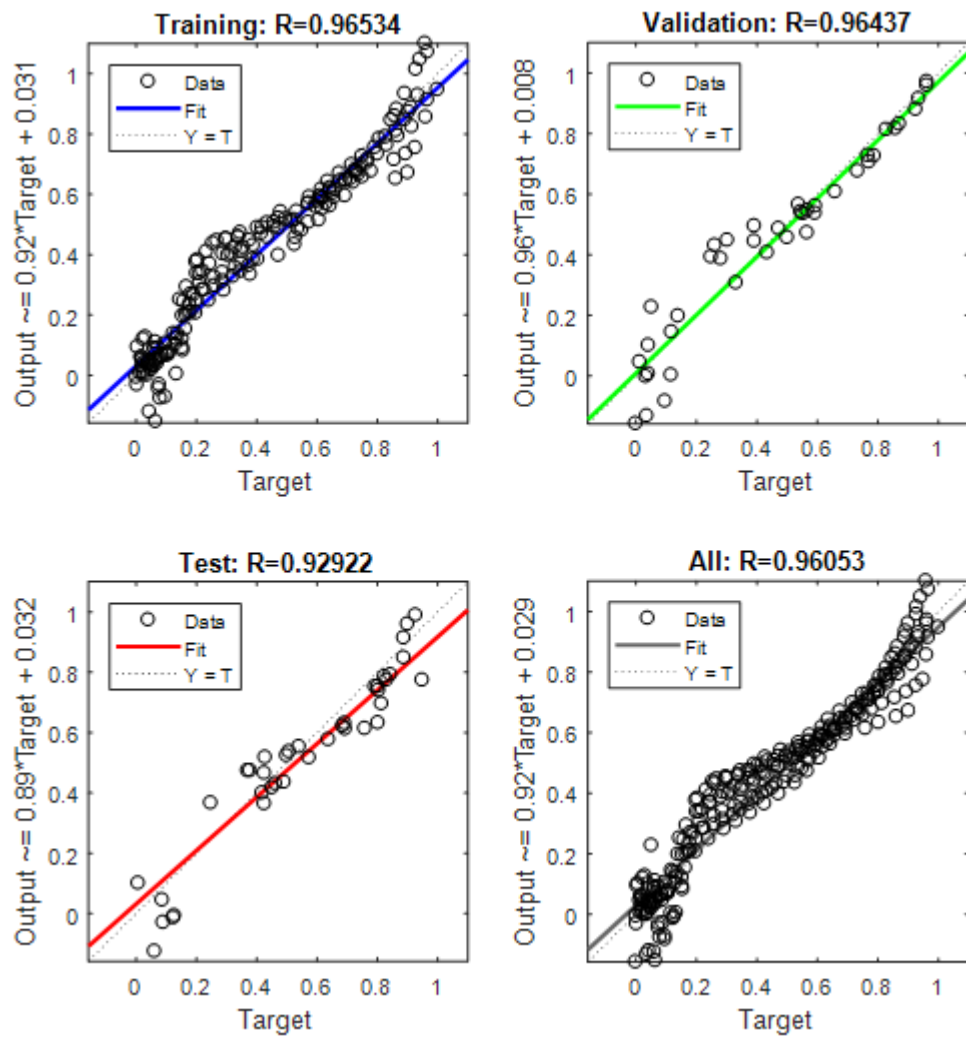 Training: R=0.96534
Output ~= 0.92*Target + 0.031
1
0.8
0.6
0.4
0.2
0
Data
Fit
Y = T
0 0.2 0.4 0.6 0.8 1
Target
Validation: R=0.96437
Output ~= 0.96*Target + 0.008
1
0.8
0.6
0.4
0.2
0
Data
Fit
Y = T
0 0.2 0.4 0.6 0.8 1
Target
Test: R=0.92922
Output ~= 0.89*Target + 0.032
1
0.8
0.6
0.4
0.2
0
Data
Fit
Y = T
0 0.2 0.4 0.6 0.8 1
Target
All: R=0.96053
Output ~= 0.92*Target + 0.029
1
0.8
0.6
0.4
0.2
0
Data
Fit
Y = T
0 0.2 0.4 0.6 0.8 1
Target